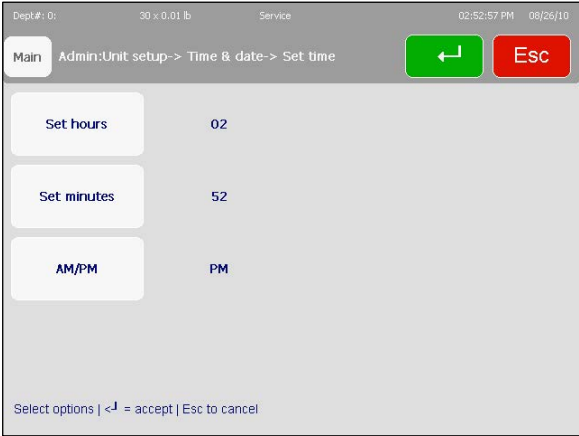 Dept#: 0: 30 x 0.01 lb Service 02:52:57 PM 08/26/10
Main Admin:Unit setup-> Time & date-> Set time Esc
Set hours 02
Set minutes 52
AM/PM PM
Select options | <┘ = accept | Esc to cancel